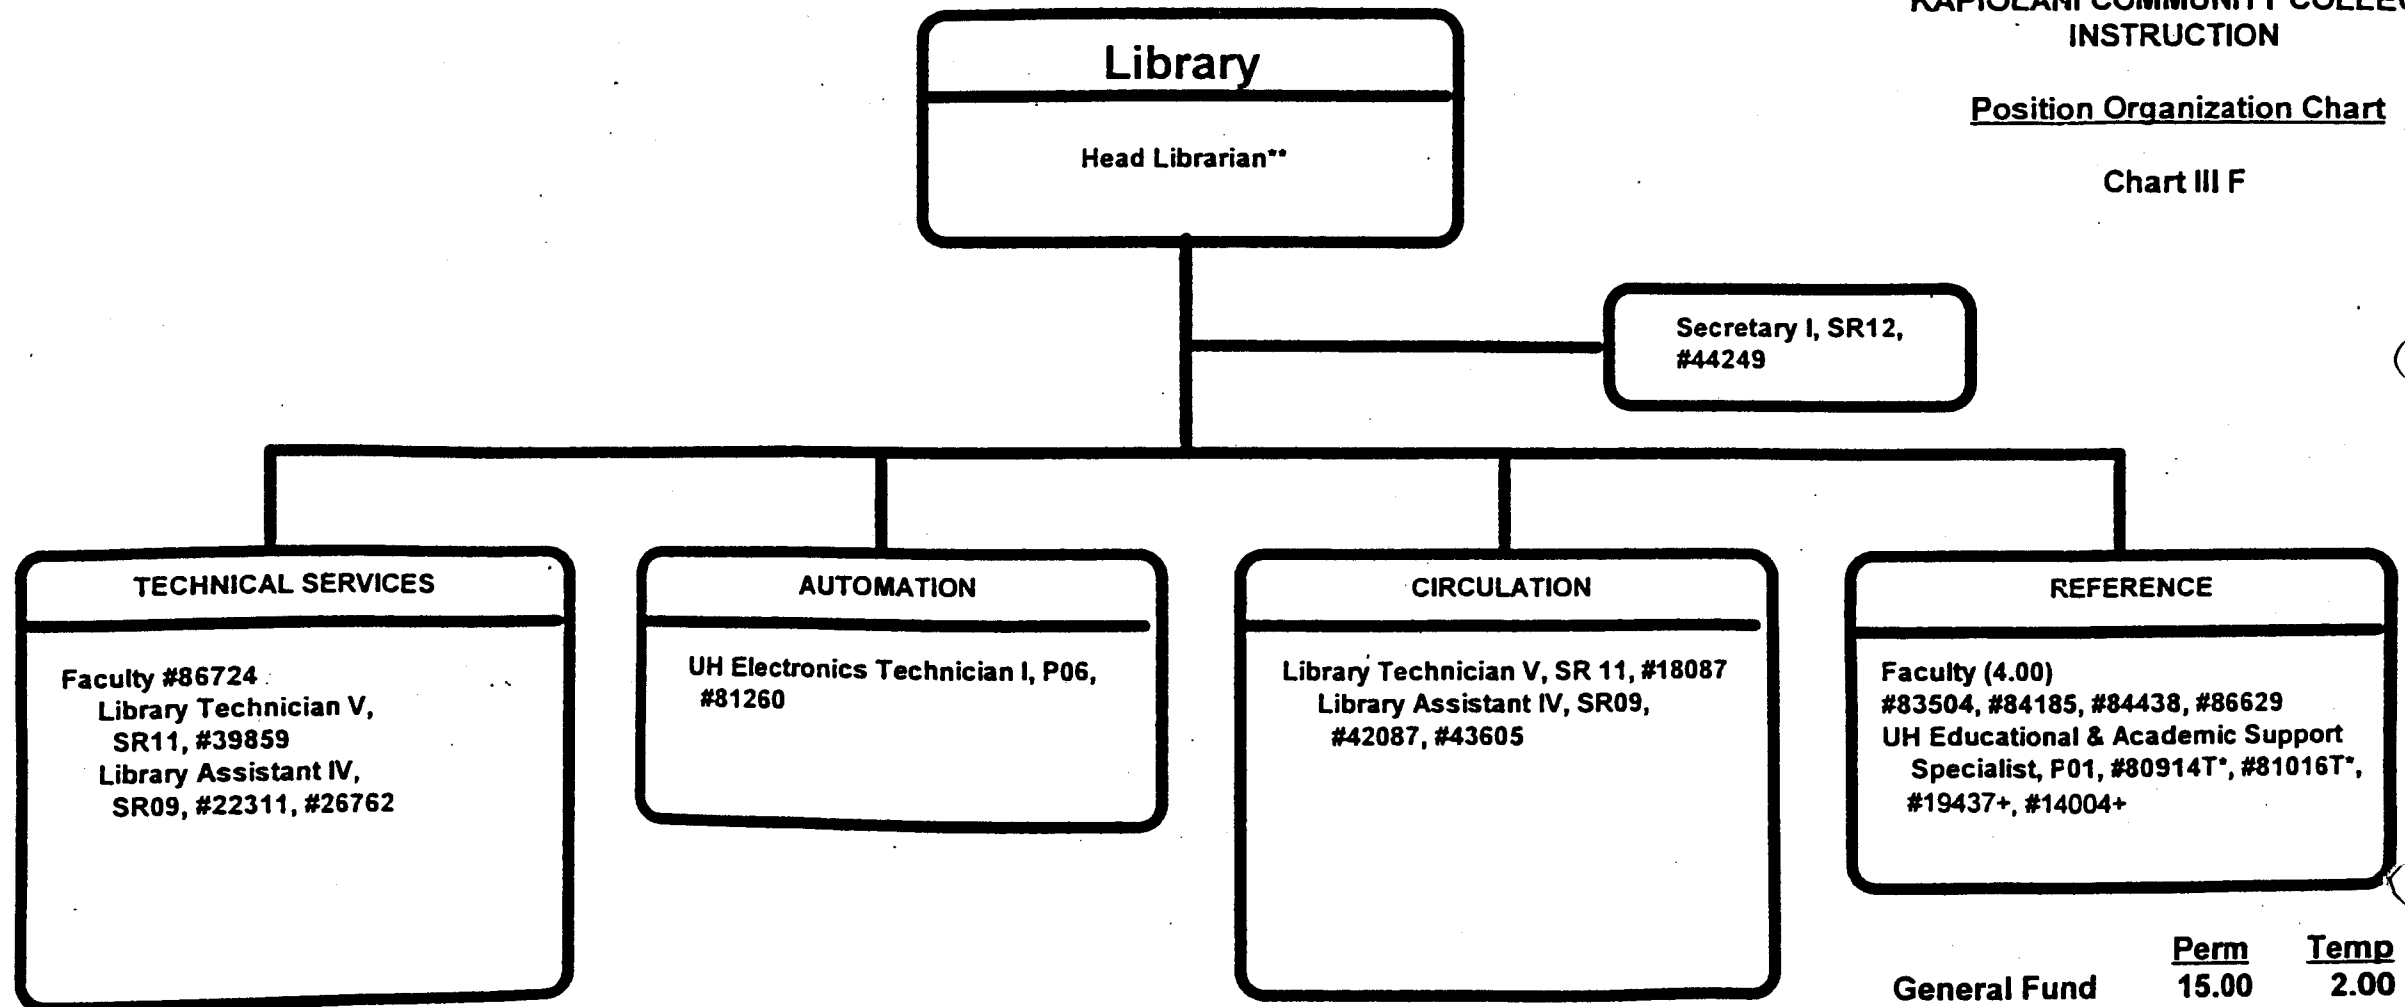 KAPIOLANI COMMUNITY COLLEG
INSTRUCTION
Position Organization Chart
Chart III F
Library
Head Librarian**
Secretary I, SR12,
#44249
TECHNICAL SERVICES
Faculty #86724
Library Technician V,
SR11, #39859
Library Assistant IV,
SR09, #22311, #26762
AUTOMATION
UH Electronics Technician I, P06,
#81260
CIRCULATION
Library Technician V, SR 11, #18087
Library Assistant IV, SR09,
#42087, #43605
REFERENCE
Faculty (4.00)
#83504, #84185, #84438, #86629
UH Educational & Academic Support
Specialist, P01, #80914T*, #81016T*,
#19437+, #14004+
Perm Temp
General Fund 15.00 2.00